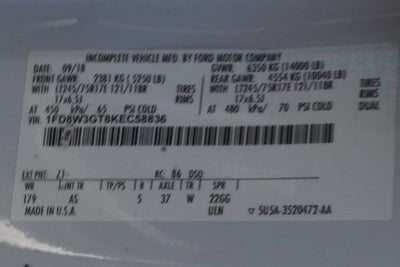 INCOMPLETE VEHICLE MFD. BY FORD MOTOR COMPANY
DATE: 09/18 GVWR: 6350 KG (14000 LB)
FRONT GAWR: 2381 KG (5250 LB) REAR GAWR: 4554 KG (10040 LB)
WITH LT245/75R17E 121/118R TIRES WITH LT245/75R17E 121/118R TIRES
17x6.5J RIMS 17x6.5J RIMS
AT 450 kPa/ 65 PSI COLD AT 480 kPa/ 70 PSI COLD DUAL
VIN: 1FD8W3GT8KEC58836
EXT PNT: Z1 RC: 86 DSO:
WB INT TR TP/PS R AXLE TR SPR
179 AS 5 37 W 22GG
MADE IN U.S.A. ULN 5U5A-3520472-AA